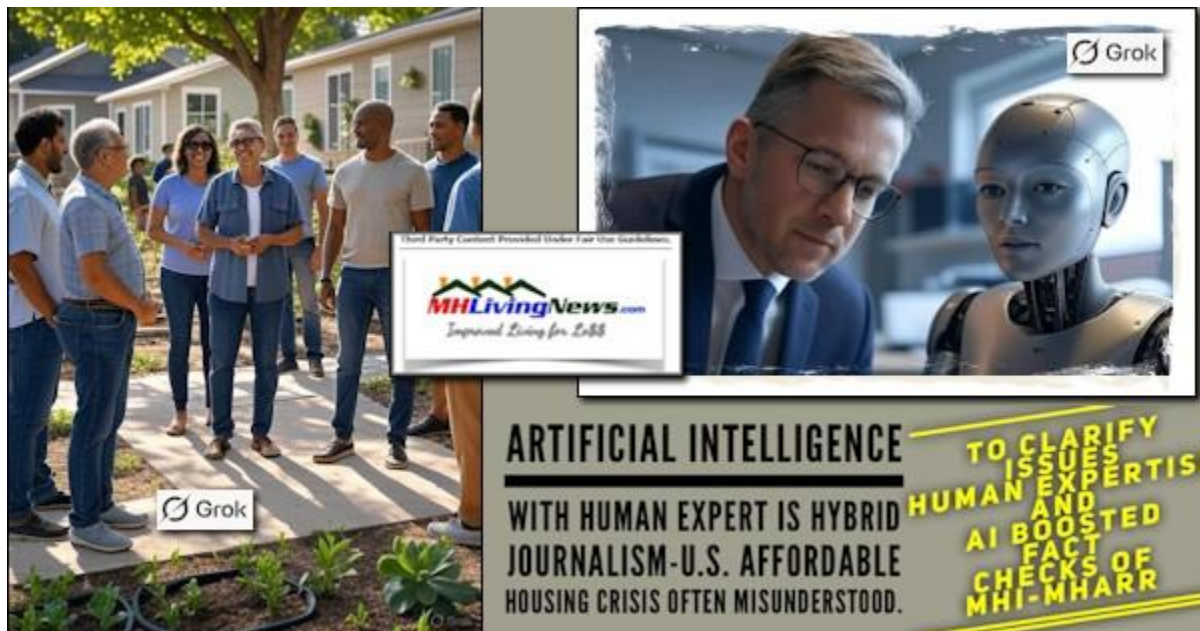 Grok
Third Party Content Provided Under Fair Use Guidelines.
MHLivingNews.com
Improved Living for Le$$
Grok
ARTIFICIAL INTELLIGENCE
WITH HUMAN EXPERT IS HYBRID
JOURNALISM-U.S. AFFORDABLE
HOUSING CRISIS OFTEN MISUNDERSTOOD.
TO CLARIFY
ISSUES
HUMAN EXPERTIS
AND
AI BOOSTED
FACT
CHECKS OF
MHI-MHARR